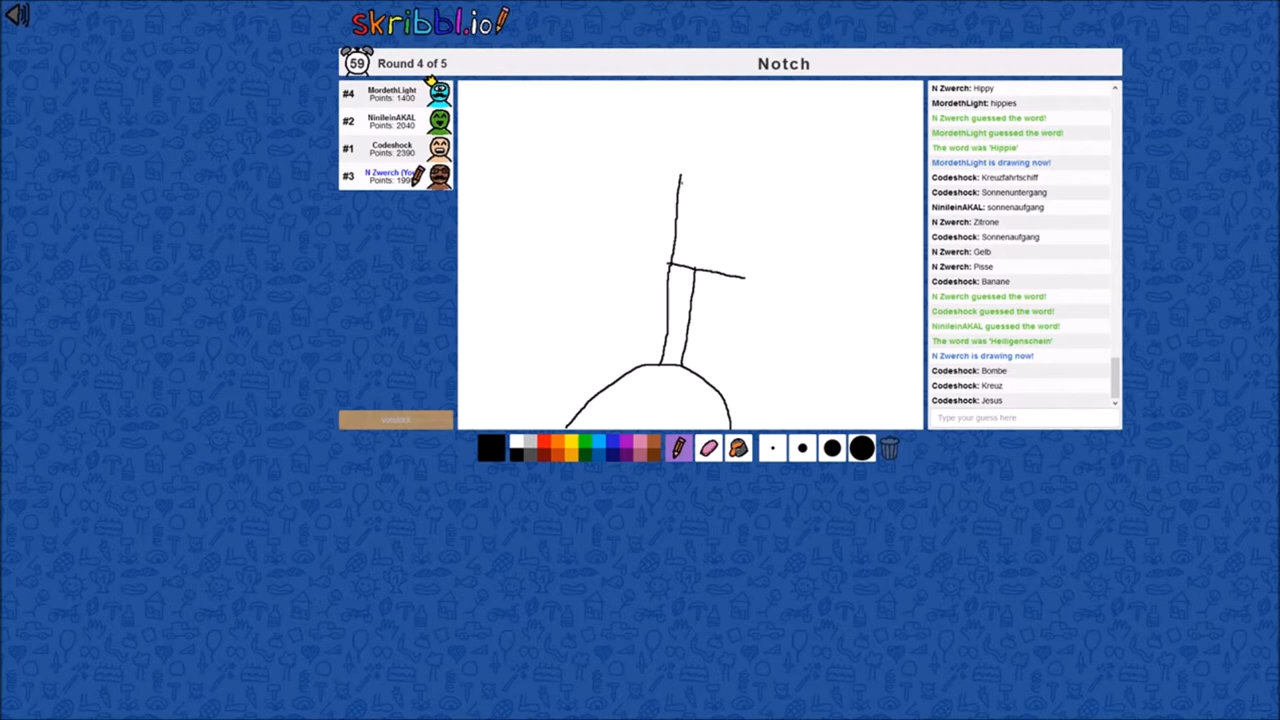 skribbl.io
59
Round 4 of 5
Notch
#4
MordethLight
Points: 1400
#2
NinileinAKAL
Points: 2040
#1
Codeshock
Points: 2390
#3
N Zwerch (You
Points: 199
N Zwerch: Hippy
MordethLight: hippies
N Zwerch guessed the word!
MordethLight guessed the word!
The word was 'Hippie'
MordethLight is drawing now!
Codeshock: Kreuzfahrtschiff
Codeshock: Sonnenuntergang
NinileinAKAL: sonnenaufgang
N Zwerch: Zitrone
Codeshock: Sonnenaufgang
N Zwerch: Gelb
N Zwerch: Pisse
Codeshock: Banane
N Zwerch guessed the word!
Codeshock guessed the word!
NinileinAKAL guessed the word!
The word was 'Heiligenschein'
N Zwerch is drawing now!
Codeshock: Bombe
Codeshock: Kreuz
Codeshock: Jesus
Type your guess here